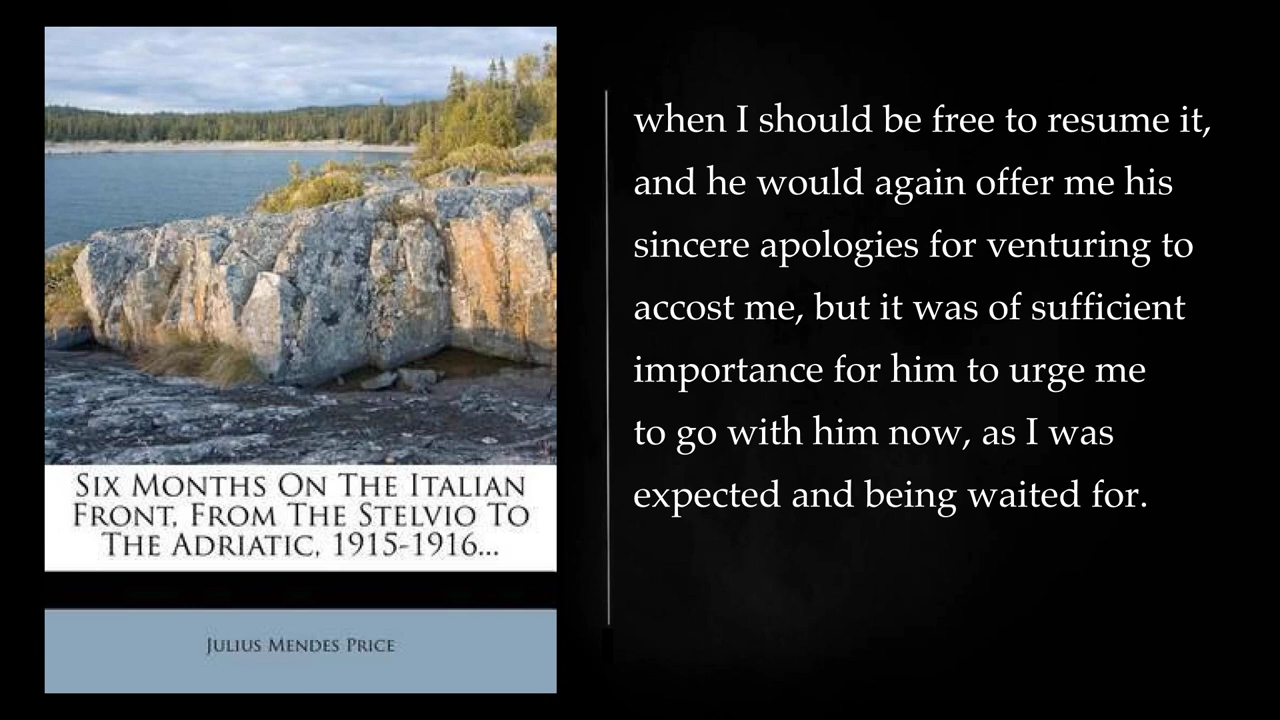 SIX MONTHS ON THE ITALIAN
FRONT, FROM THE STELVIO TO
THE ADRIATIC, 1915-1916...
JULIUS MENDES PRICE
when I should be free to resume it,
and he would again offer me his
sincere apologies for venturing to
accost me, but it was of sufficient
importance for him to urge me
to go with him now, as I was
expected and being waited for.